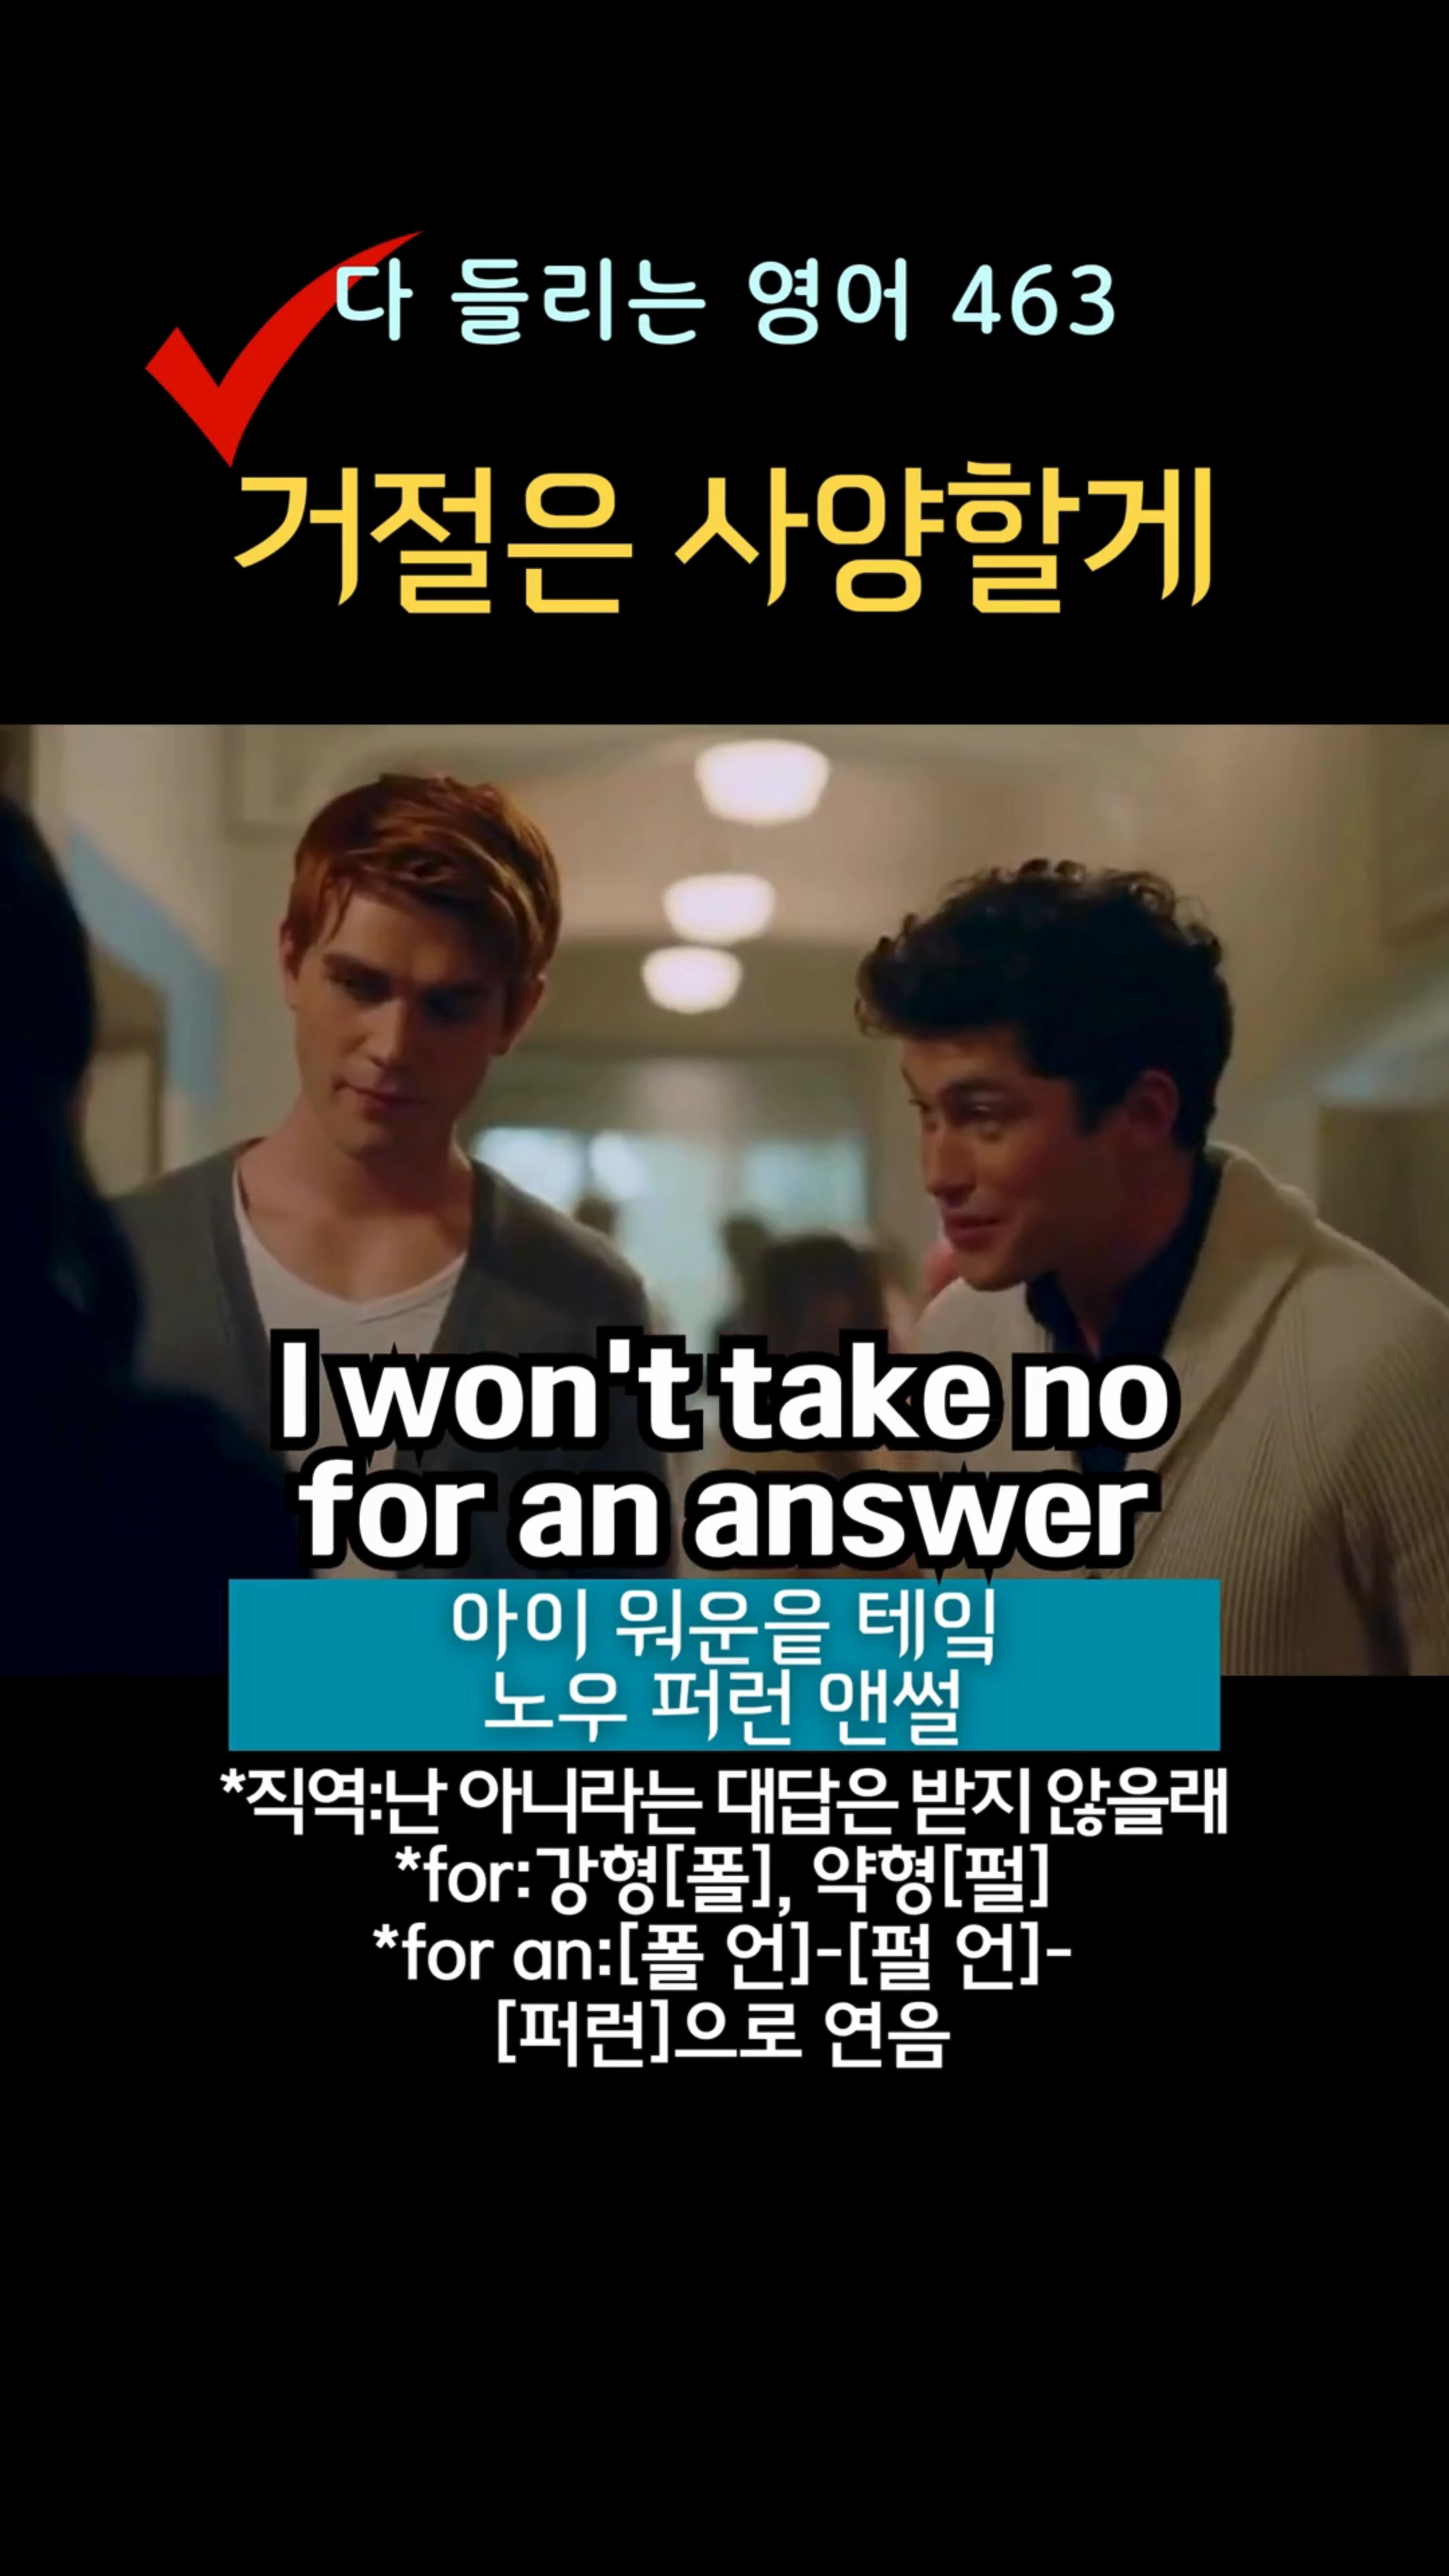 다 들리는 영어 463
거절은 사양할게
I won't take no
for an answer
아이 워운읕 테잌
노우 퍼런 앤썰
*직역:난 아니라는 대답은 받지 않을래
*for:강형[폴], 약형[펄]
*for an:[폴 언]-[펄 언]-
[퍼련]으로 연음